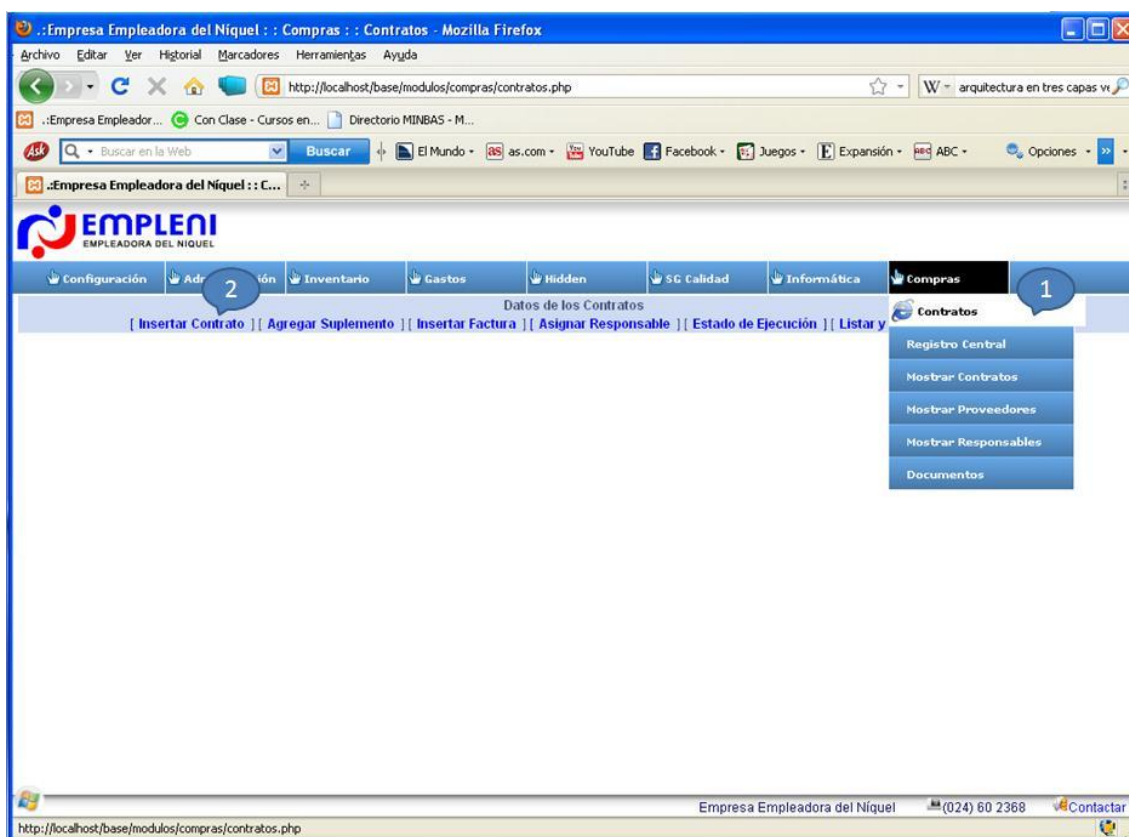 .:Empresa Empleadora del Níquel : : Compras : : Contratos - Mozilla Firefox
Archivo Editar Ver Historial Marcadores Herramientas Ayuda
http://localhost/base/modulos/compras/contratos.php W arquitectura en tres capas
.:Empresa Empleador... Con Clase - Cursos en... Directorio MINBAS - M...
Ask Buscar en la Web Buscar El Mundo as as.com YouTube Facebook Juegos E Expansión ABC ABC Opciones »
.:Empresa Empleadora del Níquel : : C...
EMPLENI
EMPLEADORA DEL NIQUEL
Configuración 2 Inventario Gastos Hidden SG Calidad Informática Compras 1
Datos de los Contratos
[ Insertar Contrato ] [ Agregar Suplemento ] [ Insertar Factura ] [ Asignar Responsable ] [ Estado de Ejecución ] [ Listar y
Contratos
Registro Central
Mostrar Contratos
Mostrar Proveedores
Mostrar Responsables
Documentos
Empresa Empleadora del Níquel (024) 60 2368 Contactar
http://localhost/base/modulos/compras/contratos.php